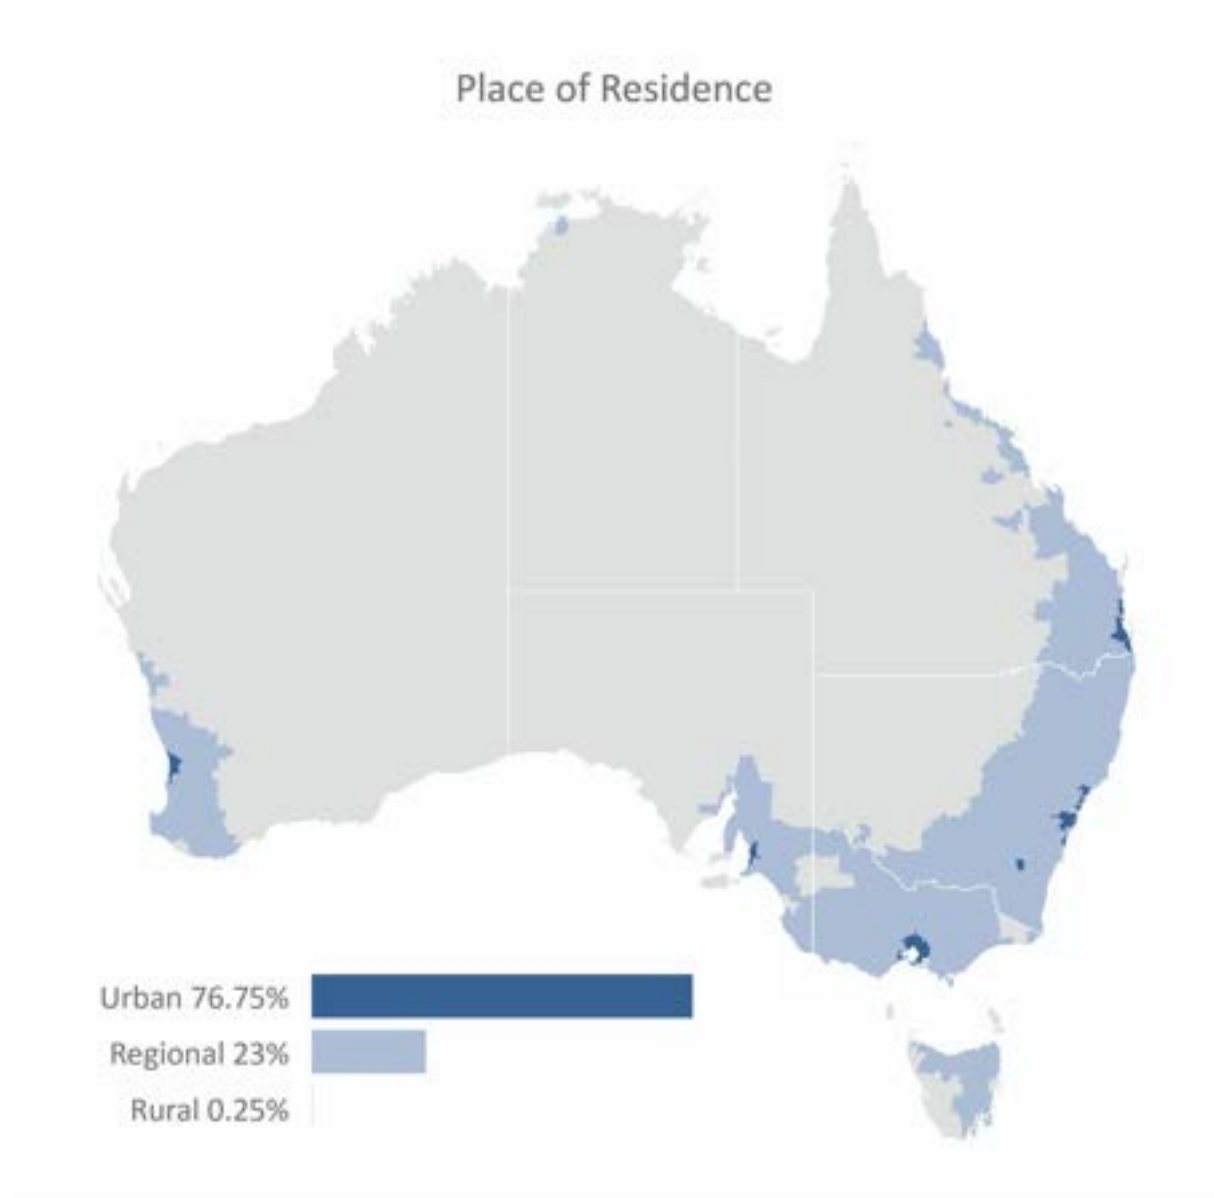 Place of Residence
Urban 76.75%
Regional 23%
Rural 0.25%